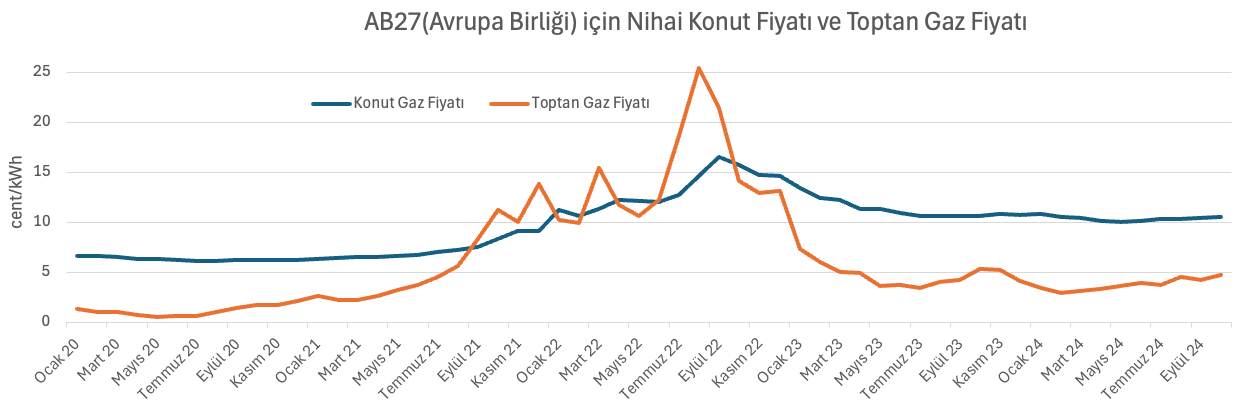 AB27(Avrupa Birliği) için Nihai Konut Fiyatı ve Toptan Gaz Fiyatı
25
Konut Gaz Fiyatı
Toptan Gaz Fiyatı
20
15
10
5
0
cent/kWh
Ocak 20
Mart 20
Mayıs 20
Temmuz 20
Eylül 20
Kasım 20
Ocak 21
Mart 21
Mayıs 21
Temmuz 21
Eylül 21
Kasım 21
Ocak 22
Mart 22
Mayıs 22
Temmuz 22
Eylül 22
Kasım 22
Ocak 23
Mart 23
Mayıs 23
Temmuz 23
Eylül 23
Kasım 23
Ocak 24
Mart 24
Mayıs 24
Temmuz 24
Eylül 24